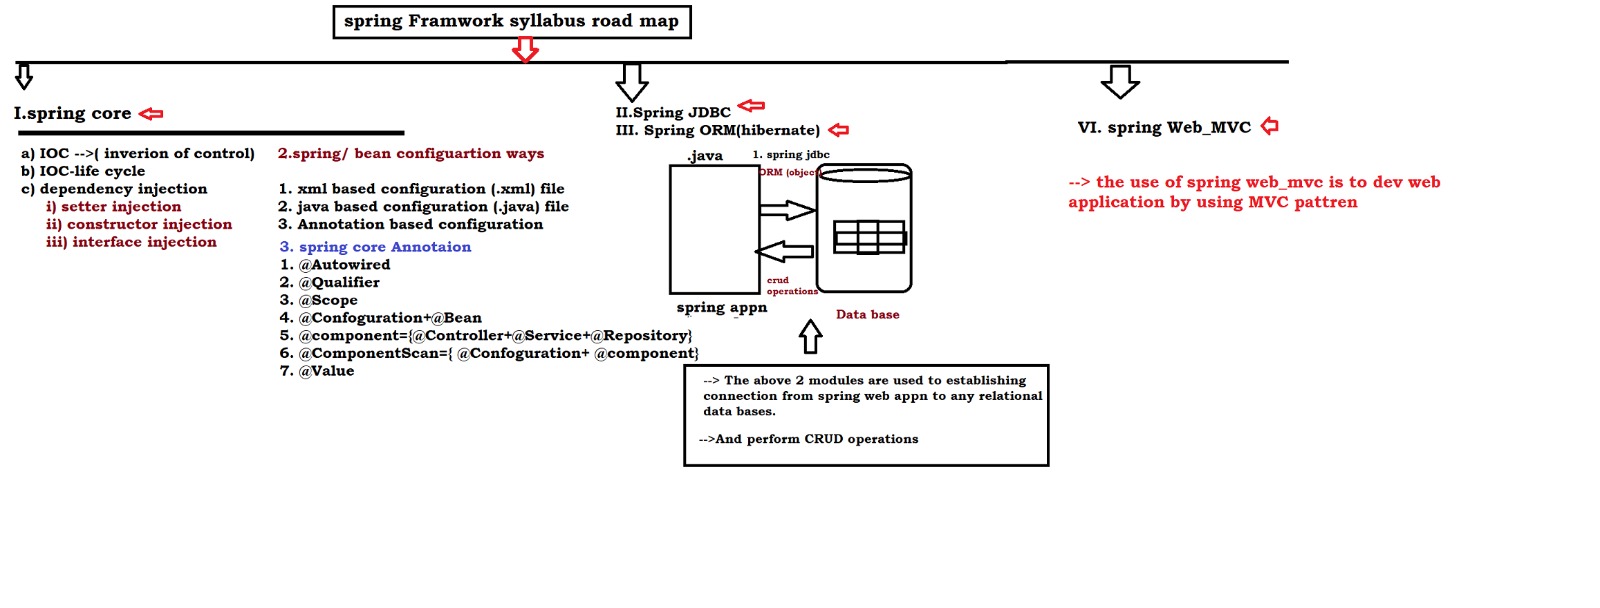 spring Framwork syllabus road map
I.spring core
a) IOC -->( inverion of control)
b) IOC-life cycle
c) dependency injection
i) setter injection
ii) constructor injection
iii) interface injection
2.spring/ bean configuartion ways
1. xml based configuration (.xml) file
2. java based configuration (.java) file
3. Annotation based configuration
3. spring core Annotaion
1. @Autowired
2. @Qualifier
3. @Scope
4. @Confoguration+@Bean
5. @component={@Controller+@Service+@Repository}
6. @ComponentScan={ @Confoguration+ @component}
7. @Value
II.Spring JDBC
III. Spring ORM(hibernate)
.java
1. spring jdbc
ORM (object
crud
operations
spring appn
Data base
--> The above 2 modules are used to establishing
connection from spring web appn to any relational
data bases.
-->And perform CRUD operations
VI. spring Web_MVC
--> the use of spring web_mvc is to dev web
application by using MVC pattren